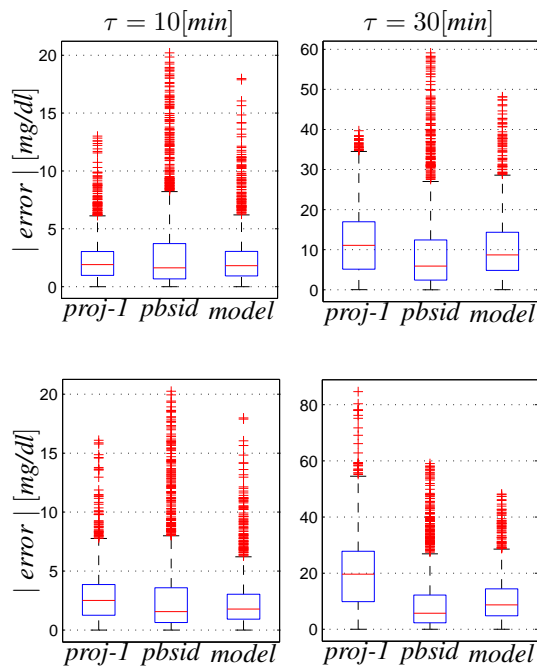 τ = 10[min]
τ = 30[min]
| error | [mg/dl]
20
15
10
5
0
proj-1 pbsid model
60
50
40
30
20
10
0
proj-1 pbsid model
| error | [mg/dl]
20
15
10
5
0
proj-1 pbsid model
80
60
40
20
0
proj-1 pbsid model